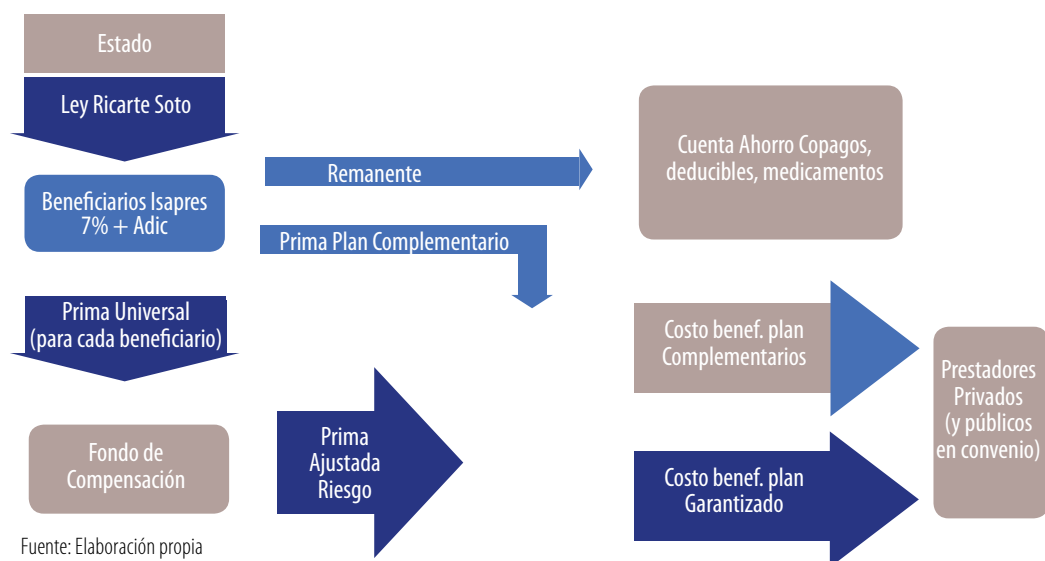 Estado
Ley Ricarte Soto
Beneficiarios Isapres
7% + Adic
Prima Universal
(para cada beneficiario)
Fondo de
Compensación
Remanente
Prima Plan Complementario
Prima
Ajustada
Riesgo
Cuenta Ahorro Copagos,
deducibles, medicamentos
Costo benef. plan
Complementarios
Costo benef. plan
Garantizado
Prestadores
Privados
(y públicos
en convenio)
Fuente: Elaboración propia